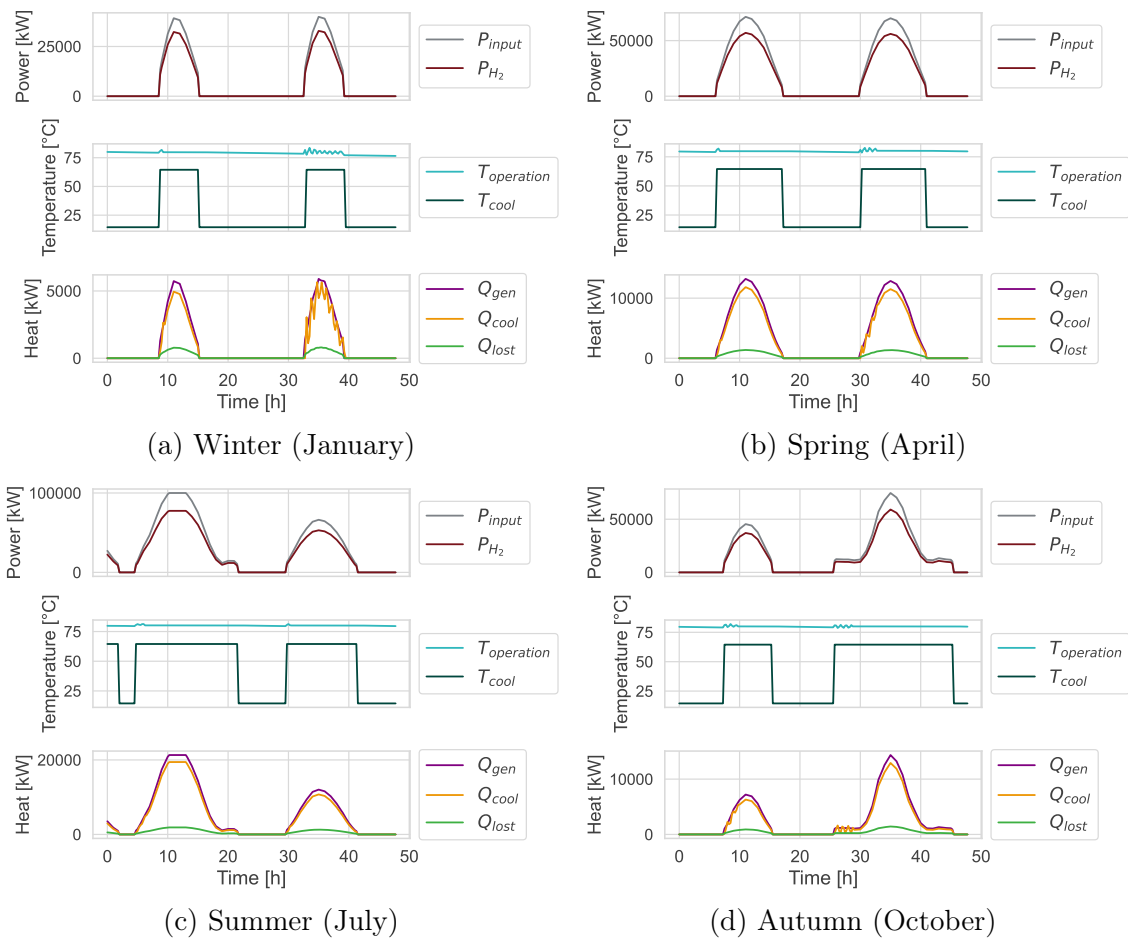 Power [kW]
25000
0
P_input
P_H2
Temperature [°C]
75
50
25
T_operation
T_cool
Heat [kW]
5000
0
Q_gen
Q_cool
Q_lost
0 10 20 30 40 50
Time [h]
(a) Winter (January)
Power [kW]
50000
0
P_input
P_H2
Temperature [°C]
75
50
25
T_operation
T_cool
Heat [kW]
10000
0
Q_gen
Q_cool
Q_lost
0 10 20 30 40 50
Time [h]
(b) Spring (April)
Power [kW]
100000
0
P_input
P_H2
Temperature [°C]
75
50
25
T_operation
T_cool
Heat [kW]
20000
0
Q_gen
Q_cool
Q_lost
0 10 20 30 40 50
Time [h]
(c) Summer (July)
Power [kW]
50000
0
P_input
P_H2
Temperature [°C]
75
50
25
T_operation
T_cool
Heat [kW]
10000
0
Q_gen
Q_cool
Q_lost
0 10 20 30 40 50
Time [h]
(d) Autumn (October)